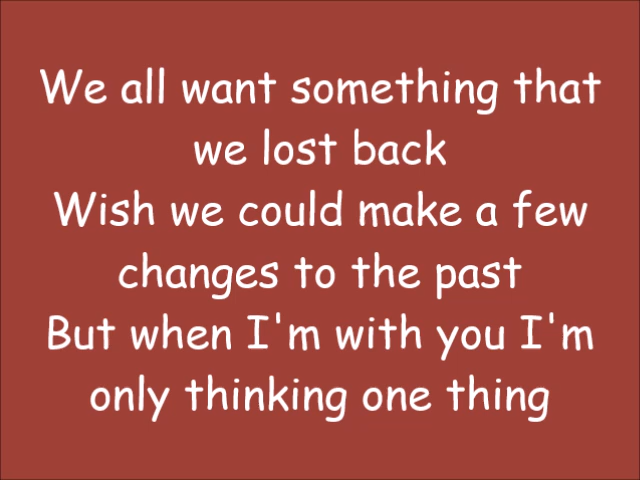 We all want something that
we lost back
Wish we could make a few
changes to the past
But when I'm with you I'm
only thinking one thing